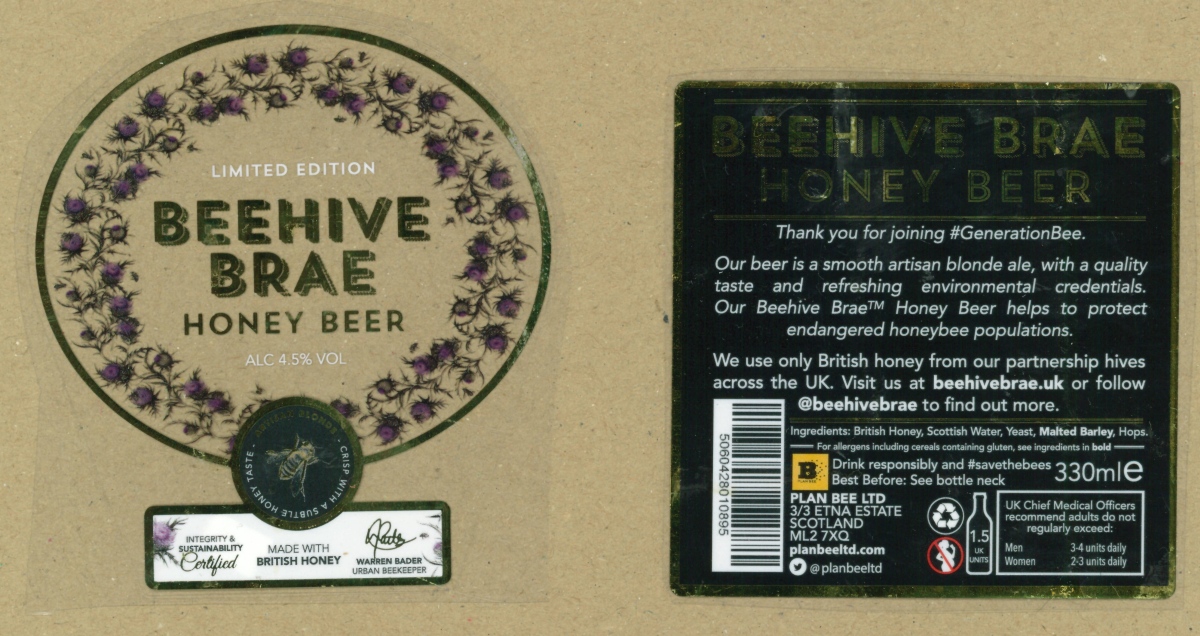 LIMITED EDITION
BEEHIVE
BRAE
HONEY BEER
ALC 4.5% VOL
BLONDE · CRISP WITH A SUBTLE HONEY TASTE ·
INTEGRITY &
SUSTAINABILITY
Certified
MADE WITH
BRITISH HONEY
WARREN BADER
URBAN BEEKEEPER
BEEHIVE BRAE
HONEY BEER
Thank you for joining #GenerationBee.
Our beer is a smooth artisan blonde ale, with a quality
taste and refreshing environmental credentials.
Our Beehive Brae™ Honey Beer helps to protect
endangered honeybee populations.
We use only British honey from our partnership hives
across the UK. Visit us at beehivebrae.uk or follow
@beehivebrae to find out more.
5060428010895
Ingredients: British Honey, Scottish Water, Yeast, Malted Barley, Hops.
For allergens including cereals containing gluten, see ingredients in bold
B
PLAN BEE
Drink responsibly and #savethebees
Best Before: See bottle neck
330ml e
PLAN BEE LTD
3/3 ETNA ESTATE
SCOTLAND
ML2 7XQ
planbeeltd.com
@planbeeltd
1.5
UK
UNITS
UK Chief Medical Officers
recommend adults do not
regularly exceed:
Men 3-4 units daily
Women 2-3 units daily